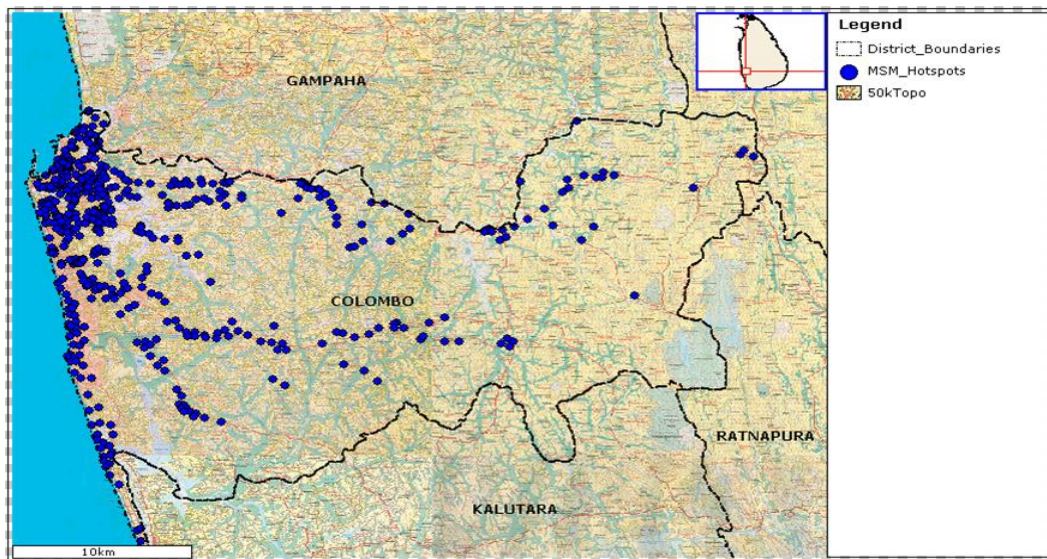 Legend
District_Boundaries
MSM_Hotspots
50kTopo
GAMPAHA
COLOMBO
RATNAPURA
KALUTARA
10km